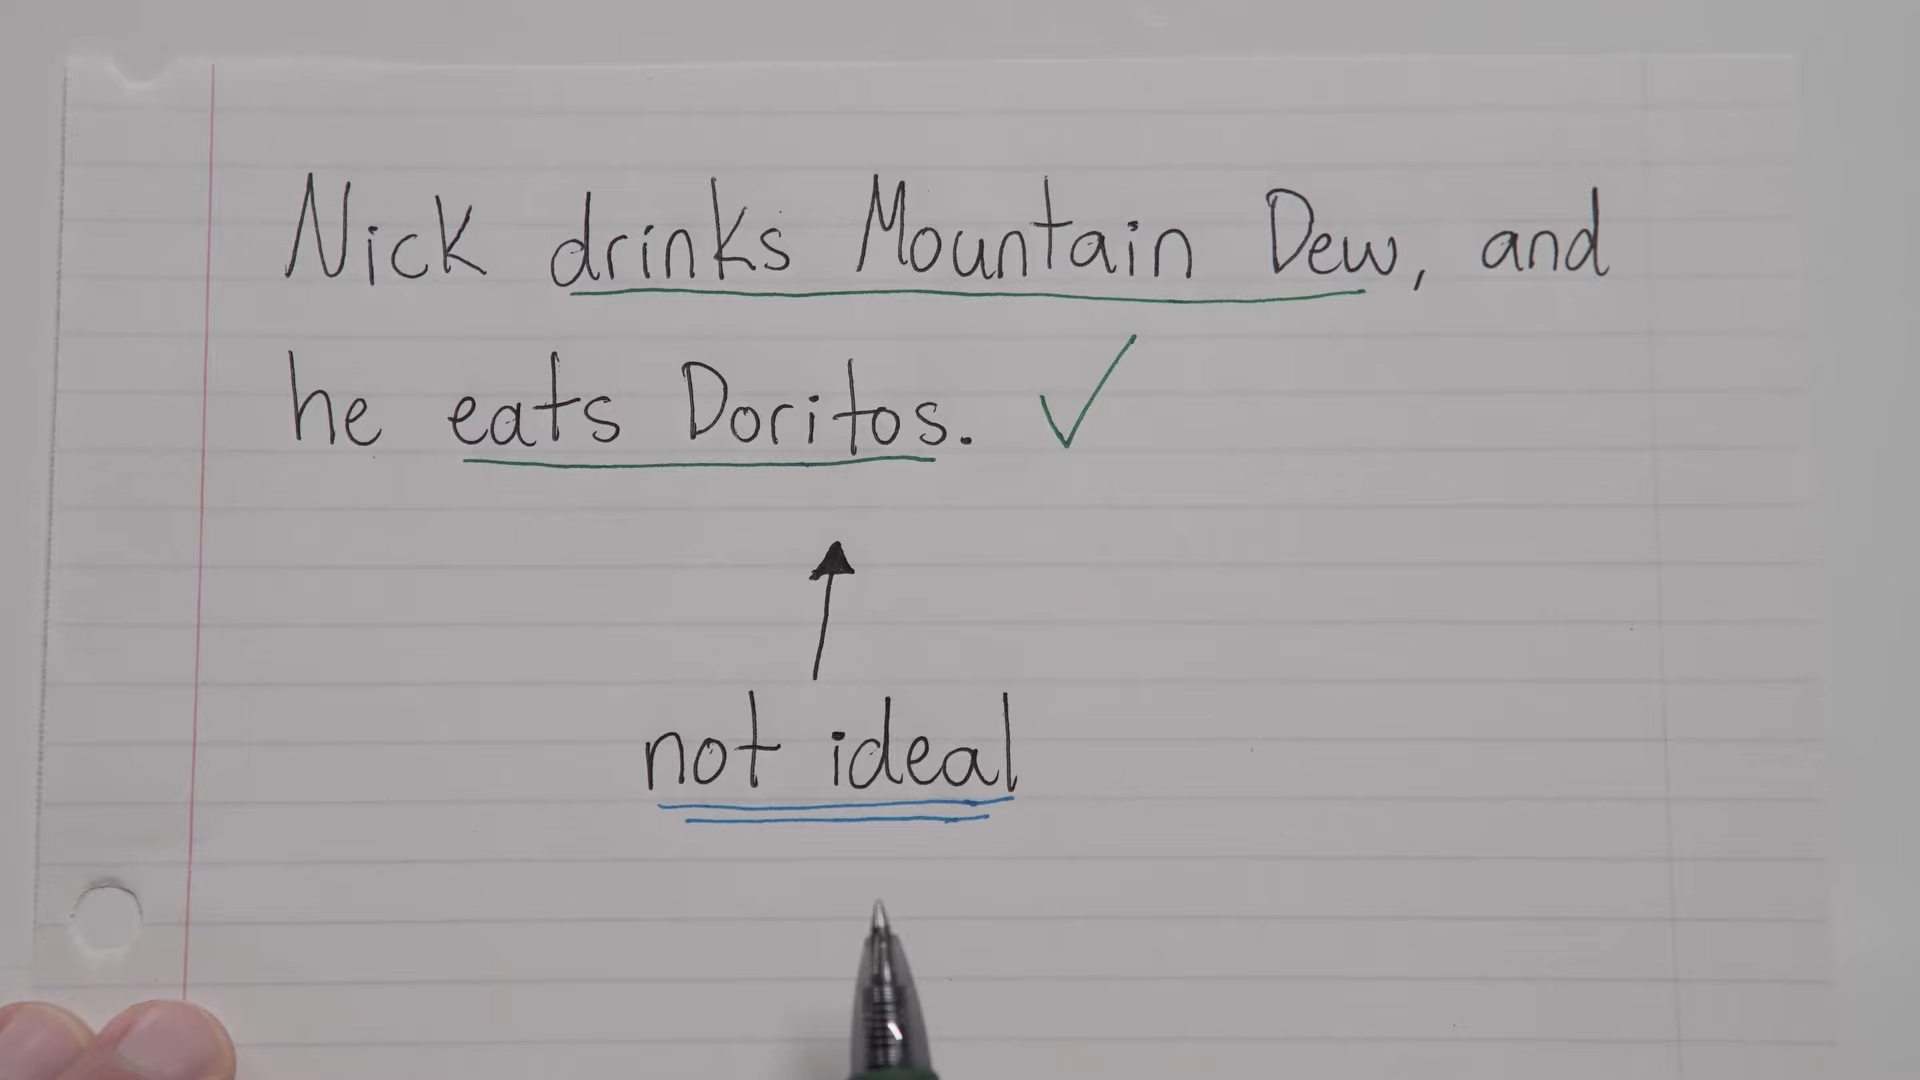 Nick drinks Mountain Dew, and
he eats Doritos. ✓
not ideal